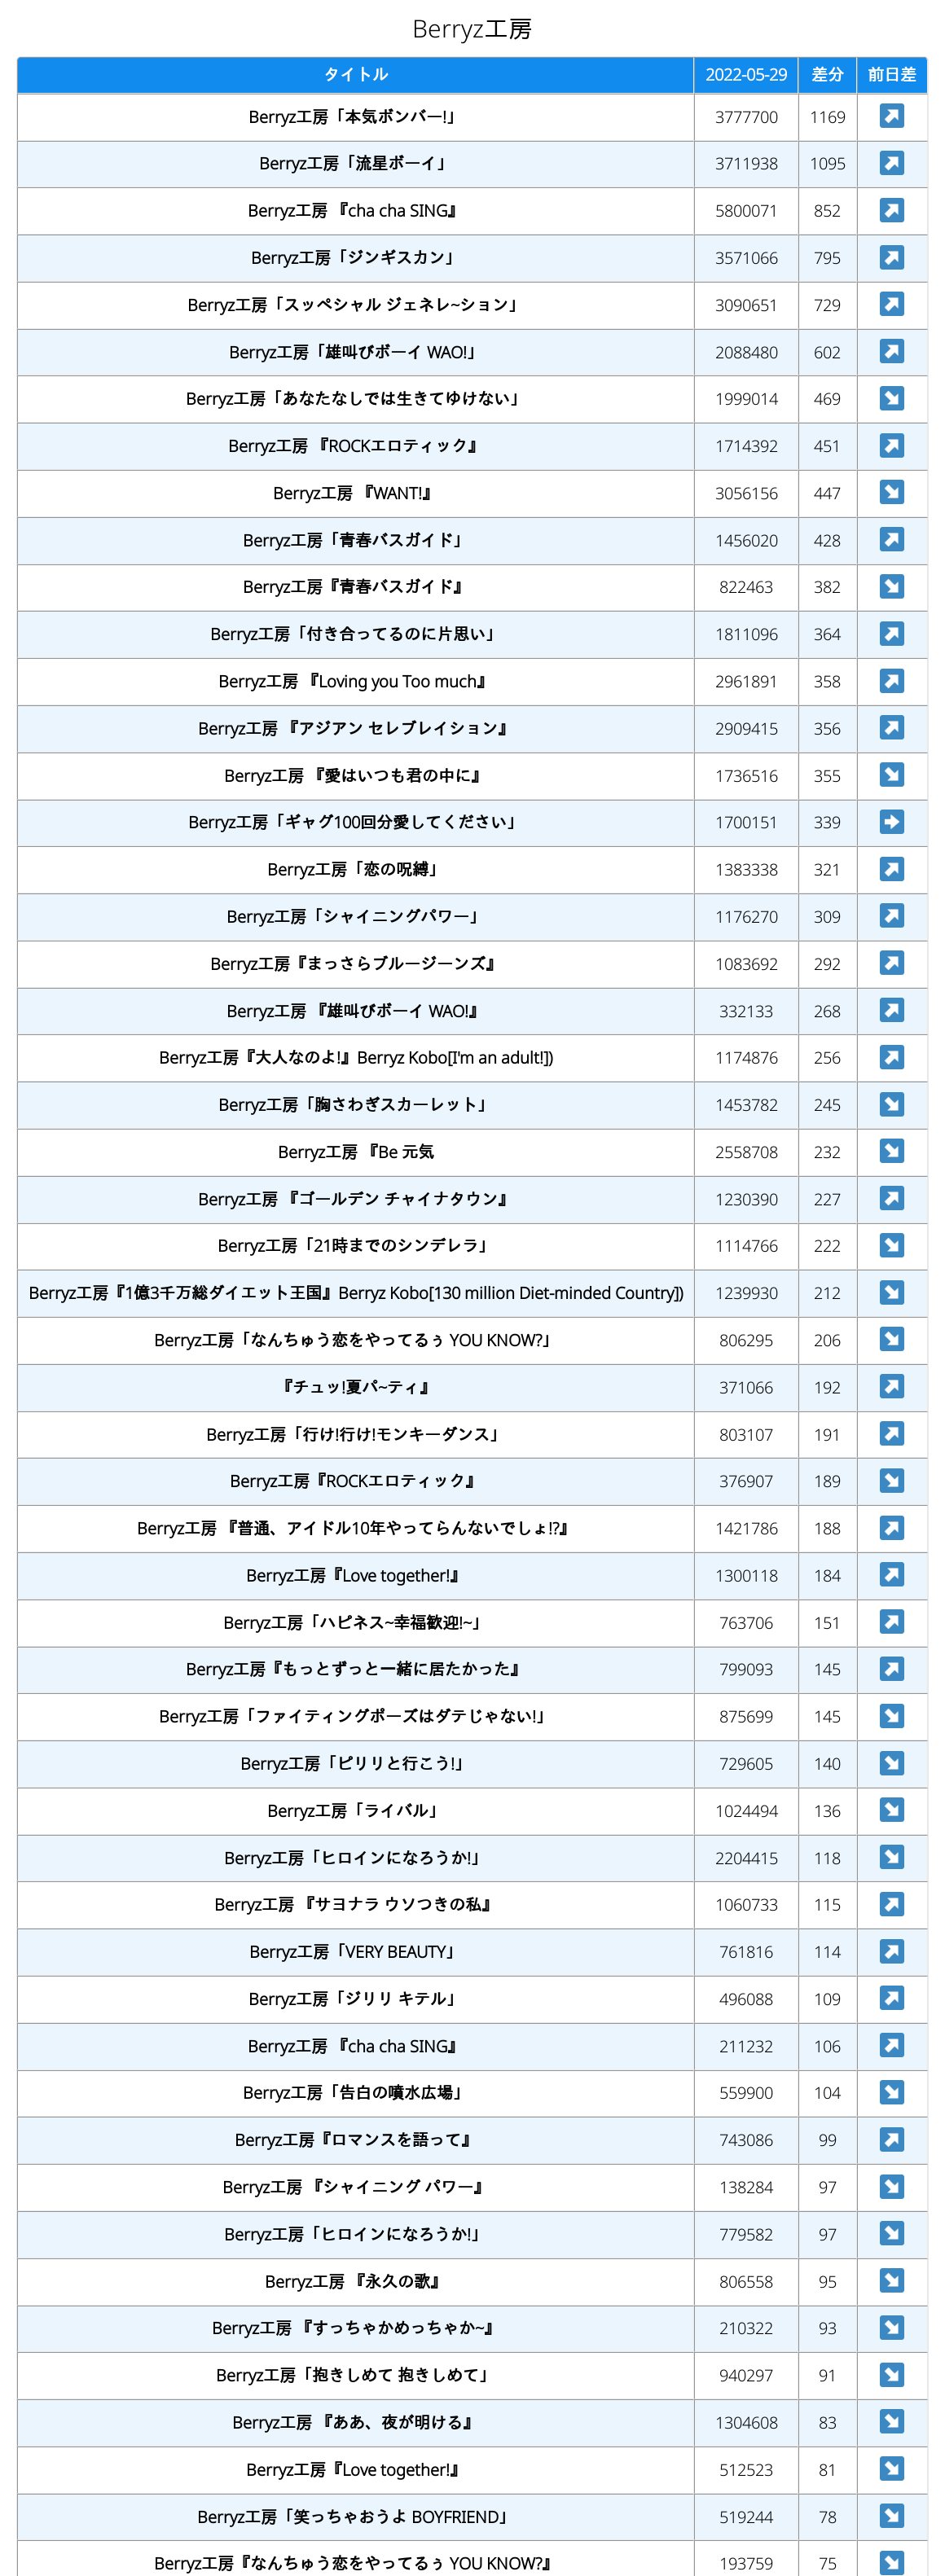 Berryz工房
タイトル 2022-05-29 差分 前日差
Berryz工房「本気ボンバー!」 3777700 1169 ↗
Berryz工房「流星ボーイ」 3711938 1095 ↗
Berryz工房 『cha cha SING』 5800071 852 ↗
Berryz工房「ジンギスカン」 3571066 795 ↗
Berryz工房「スッペシャル ジェネレ~ション」 3090651 729 ↗
Berryz工房「雄叫びボーイ WAO!」 2088480 602 ↗
Berryz工房「あなたなしでは生きてゆけない」 1999014 469 ↘
Berryz工房 『ROCKエロティック』 1714392 451 ↗
Berryz工房 『WANT!』 3056156 447 ↘
Berryz工房「青春バスガイド」 1456020 428 ↗
Berryz工房『青春バスガイド』 822463 382 ↘
Berryz工房「付き合ってるのに片思い」 1811096 364 ↗
Berryz工房 『Loving you Too much』 2961891 358 ↗
Berryz工房 『アジアン セレブレイション』 2909415 356 ↗
Berryz工房 『愛はいつも君の中に』 1736516 355 ↘
Berryz工房「ギャグ100回分愛してください」 1700151 339 ➡
Berryz工房「恋の呪縛」 1383338 321 ↗
Berryz工房「シャイニングパワー」 1176270 309 ↗
Berryz工房『まっさらブルージーンズ』 1083692 292 ↗
Berryz工房 『雄叫びボーイ WAO!』 332133 268 ↗
Berryz工房『大人なのよ!』Berryz Kobo[I'm an adult!]) 1174876 256 ↗
Berryz工房「胸さわぎスカーレット」 1453782 245 ↘
Berryz工房 『Be 元気 2558708 232 ↘
Berryz工房 『ゴールデン チャイナタウン』 1230390 227 ↗
Berryz工房「21時までのシンデレラ」 1114766 222 ↘
Berryz工房『1億3千万総ダイエット王国』Berryz Kobo[130 million Diet-minded Country]) 1239930 212 ↘
Berryz工房「なんちゅう恋をやってるぅ YOU KNOW?」 806295 206 ↘
『チュッ!夏パ~ティ』 371066 192 ↗
Berryz工房「行け!行け!モンキーダンス」 803107 191 ↗
Berryz工房『ROCKエロティック』 376907 189 ↘
Berryz工房 『普通、アイドル10年やってらんないでしょ!?』 1421786 188 ↗
Berryz工房『Love together!』 1300118 184 ↗
Berryz工房「ハピネス~幸福歓迎!~」 763706 151 ↗
Berryz工房『もっとずっと一緒に居たかった』 799093 145 ↗
Berryz工房「ファイティングポーズはダテじゃない!」 875699 145 ↘
Berryz工房「ピリリと行こう!」 729605 140 ↘
Berryz工房「ライバル」 1024494 136 ↘
Berryz工房「ヒロインになろうか!」 2204415 118 ↘
Berryz工房 『サヨナラ ウソつきの私』 1060733 115 ↗
Berryz工房「VERY BEAUTY」 761816 114 ↗
Berryz工房「ジリリ キテル」 496088 109 ↗
Berryz工房 『cha cha SING』 211232 106 ↗
Berryz工房「告白の噴水広場」 559900 104 ↘
Berryz工房『ロマンスを語って』 743086 99 ↗
Berryz工房 『シャイニング パワー』 138284 97 ↘
Berryz工房「ヒロインになろうか!」 779582 97 ↘
Berryz工房 『永久の歌』 806558 95 ↘
Berryz工房 『すっちゃかめっちゃか~』 210322 93 ↘
Berryz工房「抱きしめて 抱きしめて」 940297 91 ↘
Berryz工房 『ああ、夜が明ける』 1304608 83 ↘
Berryz工房『Love together!』 512523 81 ↘
Berryz工房「笑っちゃおうよ BOYFRIEND」 519244 78 ↘
Berryz工房『なんちゅう恋をやってるぅ YOU KNOW?』 193759 75 ↘